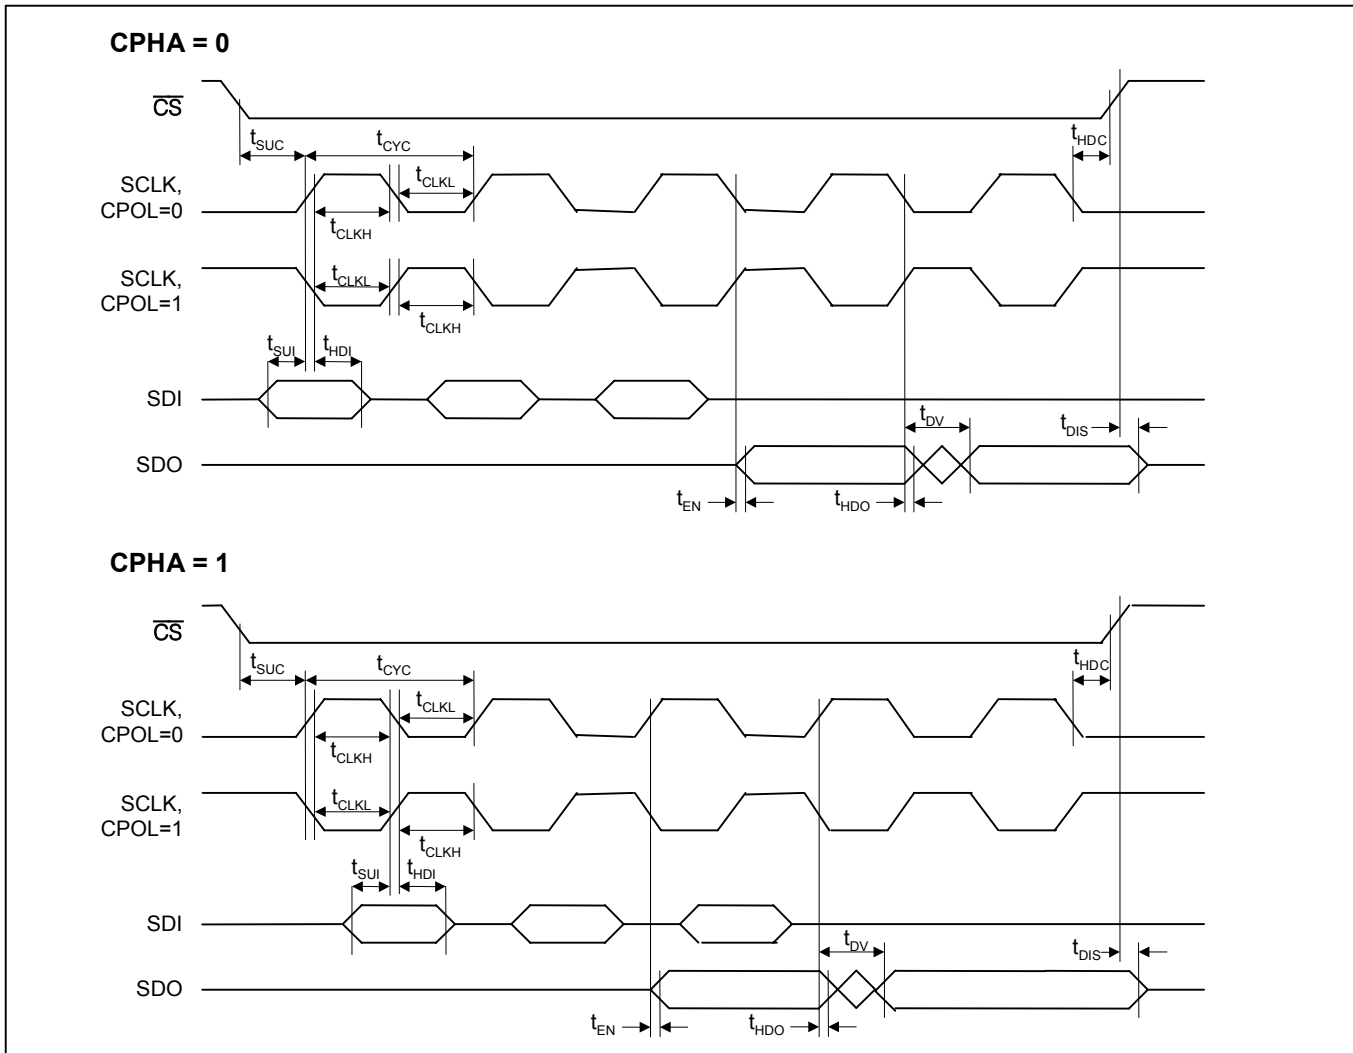 CPHA = 0
CS
tSUC
tCYC
tHDC
SCLK,
CPOL=0
tCLKL
tCLKH
SCLK,
CPOL=1
tCLKL
tCLKH
tSUI
tHDI
SDI
tDV
tDIS
SDO
tEN
tHDO
CPHA = 1
CS
tSUC
tCYC
tHDC
SCLK,
CPOL=0
tCLKL
tCLKH
SCLK,
CPOL=1
tCLKL
tCLKH
tSUI
tHDI
SDI
tDV
tDIS
SDO
tEN
tHDO